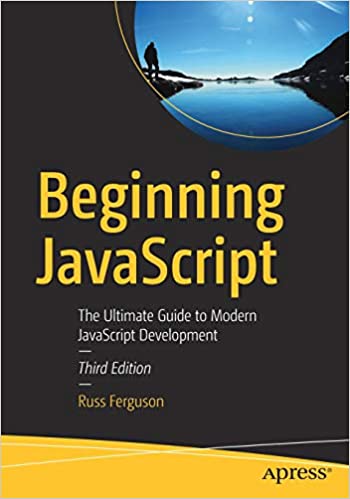 Beginning
JavaScript
The Ultimate Guide to Modern
JavaScript Development
—
Third Edition
—
Russ Ferguson
Apress®